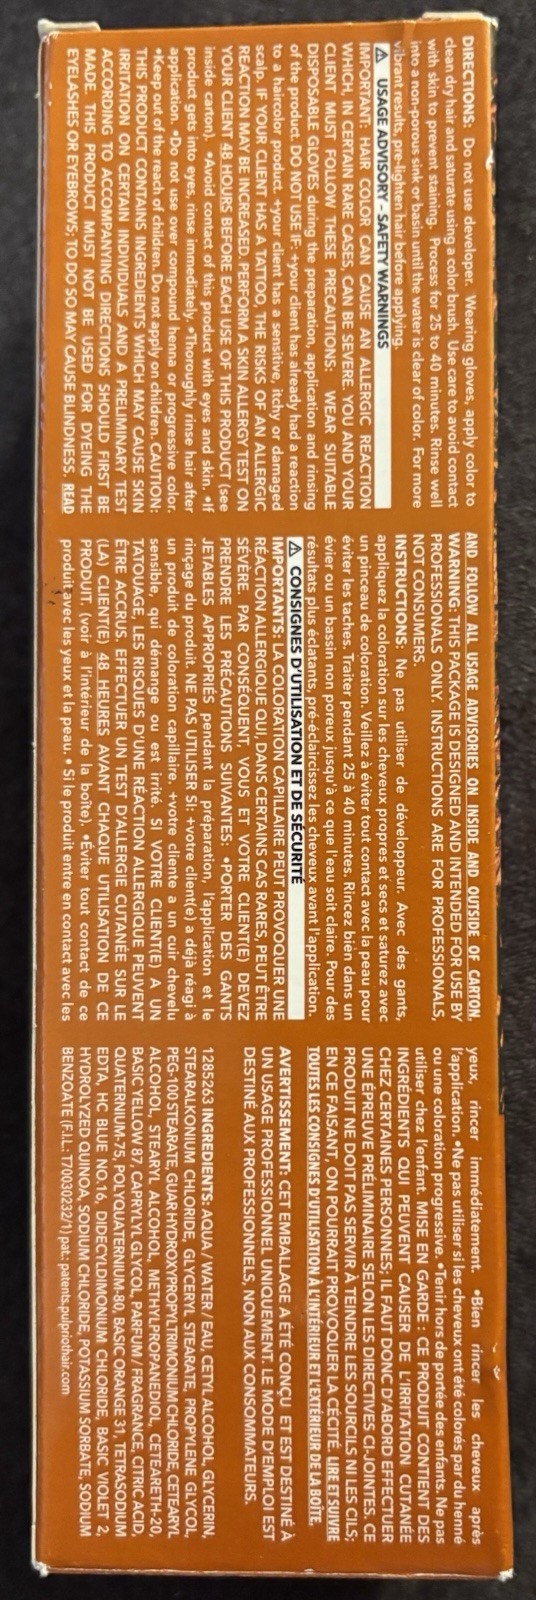 DIRECTIONS: Do not use developer. Wearing gloves, apply color to
clean dry hair and saturate using a color brush. Use care to avoid contact
with skin to prevent staining. Process for 25 to 40 minutes. Rinse well
into a non-porous sink or basin until the water is clear of color. For more
vibrant results, pre-lighten hair before applying.
⚠ USAGE ADVISORY – SAFETY WARNINGS
IMPORTANT: HAIR COLOR CAN CAUSE AN ALLERGIC REACTION
WHICH, IN CERTAIN RARE CASES, CAN BE SEVERE. YOU AND YOUR
CLIENT MUST FOLLOW THESE PRECAUTIONS: WEAR SUITABLE
DISPOSABLE GLOVES during the preparation, application and rinsing
of the product. DO NOT USE IF: +your client has already had a reaction
to a haircolor product. +your client has a sensitive, itchy or damaged
scalp. IF YOUR CLIENT HAS A TATTOO, THE RISKS OF AN ALLERGIC
REACTION MAY BE INCREASED. PERFORM A SKIN ALLERGY TEST ON
YOUR CLIENT 48 HOURS BEFORE EACH USE OF THIS PRODUCT (see
inside carton). •Avoid contact of this product with eyes and skin. •If
product gets into eyes, rinse immediately. •Thoroughly rinse hair after
application. •Do not use over compound henna or progressive color.
•Keep out of the reach of children. Do not apply on children. CAUTION:
THIS PRODUCT CONTAINS INGREDIENTS WHICH MAY CAUSE SKIN
IRRITATION ON CERTAIN INDIVIDUALS AND A PRELIMINARY TEST
ACCORDING TO ACCOMPANYING DIRECTIONS SHOULD FIRST BE
MADE. THIS PRODUCT MUST NOT BE USED FOR DYEING THE
EYELASHES OR EYEBROWS; TO DO SO MAY CAUSE BLINDNESS. READ
AND FOLLOW ALL USAGE ADVISORIES ON INSIDE AND OUTSIDE OF CARTON.
WARNING: THIS PACKAGE IS DESIGNED AND INTENDED FOR USE BY
PROFESSIONALS ONLY. INSTRUCTIONS ARE FOR PROFESSIONALS,
NOT CONSUMERS.
INSTRUCTIONS: Ne pas utiliser de développeur. Avec des gants,
appliquez la coloration sur les cheveux propres et secs et saturez avec
un pinceau de coloration. Veillez à éviter tout contact avec la peau pour
éviter les taches. Traiter pendant 25 à 40 minutes. Rincez bien dans un
évier ou un bassin non poreux jusqu'à ce que l'eau soit claire. Pour des
résultats plus éclatants, pré-éclaircissez les cheveux avant l'application.
⚠ CONSIGNES D'UTILISATION ET DE SÉCURITÉ
IMPORTANTS: LA COLORATION CAPILLAIRE PEUT PROVOQUER UNE
RÉACTION ALLERGIQUE QUI, DANS CERTAINS CAS RARES, PEUT ÊTRE
SÉVÈRE. PAR CONSÉQUENT, VOUS ET VOTRE CLIENT(E) DEVEZ
PRENDRE LES PRÉCAUTIONS SUIVANTES: •PORTER DES GANTS
JETABLES APPROPRIÉS pendant la préparation, l'application et le
rinçage du produit. NE PAS UTILISER SI: +votre client(e) a déjà réagi à
un produit de coloration capillaire. +votre cliente a un cuir chevelu
sensible, qui démange ou est irrité. SI VOTRE CLIENT(E) A UN
TATOUAGE, LES RISQUES D'UNE RÉACTION ALLERGIQUE PEUVENT
ÊTRE ACCRUS. EFFECTUER UN TEST D'ALLERGIE CUTANÉE SUR LE
(LA) CLIENT(E) 48 HEURES AVANT CHAQUE UTILISATION DE CE
PRODUIT. (voir à l'intérieur de la boîte). •Éviter tout contact de ce
produit avec les yeux et la peau. • Si le produit entre en contact avec les
yeux, rincer immédiatement. •Bien rincer les cheveux après
l'application. •Ne pas utiliser si les cheveux ont été colorés par du henné
ou une coloration progressive. •Tenir hors de portée des enfants. Ne pas
utiliser chez l'enfant. MISE EN GARDE : CE PRODUIT CONTIENT DES
INGRÉDIENTS QUI PEUVENT CAUSER DE L'IRRITATION CUTANÉE
CHEZ CERTAINES PERSONNES; IL FAUT DONC D'ABORD EFFECTUER
UNE ÉPREUVE PRÉLIMINAIRE SELON LES DIRECTIVES CI-JOINTES. CE
PRODUIT NE DOIT PAS SERVIR À TEINDRE LES SOURCILS NI LES CILS;
EN CE FAISANT, ON POURRAIT PROVOQUER LA CÉCITÉ. LIRE ET SUIVRE
TOUTES LES CONSIGNES D'UTILISATION À L'INTÉRIEUR ET L'EXTÉRIEUR DE LA BOÎTE.
AVERTISSEMENT: CET EMBALLAGE A ÉTÉ CONÇU ET EST DESTINÉ À
UN USAGE PROFESSIONNEL UNIQUEMENT. LE MODE D'EMPLOI EST
DESTINÉ AUX PROFESSIONNELS, NON AUX CONSOMMATEURS.
1285263 INGREDIENTS: AQUA / WATER / EAU, CETYL ALCOHOL, GLYCERIN,
STEARALKONIUM CHLORIDE, GLYCERYL STEARATE, PROPYLENE GLYCOL,
PEG-100 STEARATE, GUAR HYDROXYPROPYLTRIMONIUM CHLORIDE, CETEARYL
ALCOHOL, STEARYL ALCOHOL, METHYLPROPANEDIOL, CETEARETH-20,
BASIC YELLOW 87, CAPRYLYL GLYCOL, PARFUM / FRAGRANCE, CITRIC ACID,
QUATERNIUM-75, POLYQUATERNIUM-80, BASIC ORANGE 31, TETRASODIUM
EDTA, HC BLUE NO.16, DIDECYLDIMONIUM CHLORIDE, BASIC VIOLET 2,
HYDROLYZED QUINOA, SODIUM CHLORIDE, POTASSIUM SORBATE, SODIUM
BENZOATE (F.I.L.: T7003023​2/1) pat.: patents.pulpriothair.com